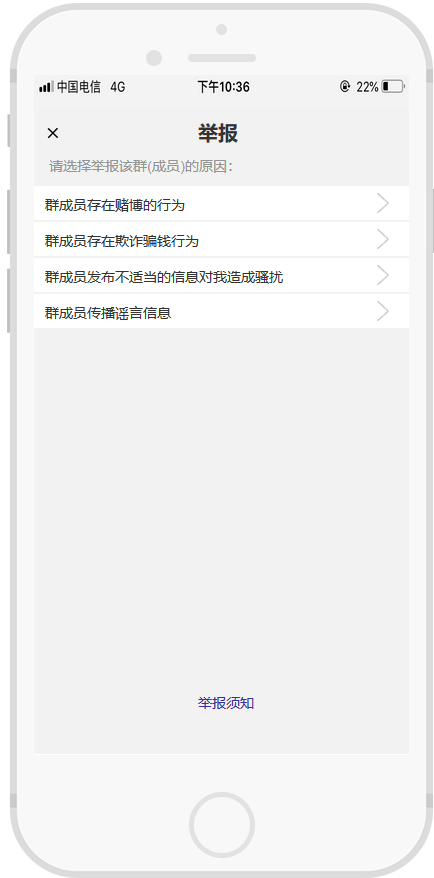 中国电信 4G 下午10:36 22%
举报
请选择举报该群(成员)的原因：
群成员存在赌博的行为
群成员存在欺诈骗钱行为
群成员发布不适当的信息对我造成骚扰
群成员传播谣言信息
举报须知